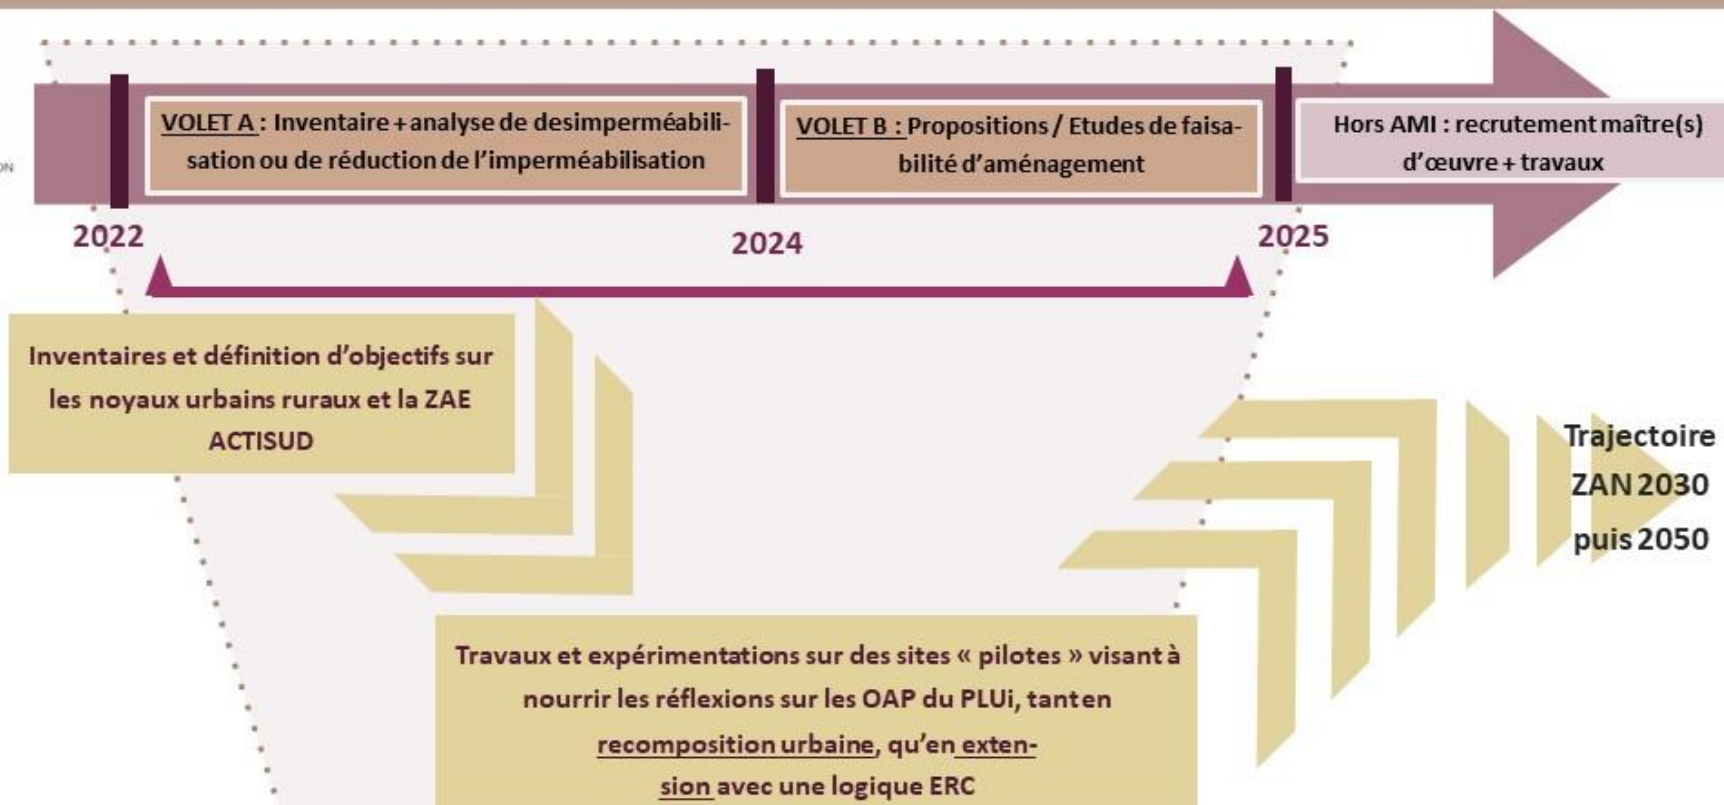 VOLET A : Inventaire + analyse de desimperméabili-
sation ou de réduction de l'imperméabilisation
VOLET B : Propositions / Etudes de faisa-
bilité d'aménagement
Hors AMI : recrutement maître(s)
d'œuvre + travaux
ON
2022
2024
2025
Inventaires et définition d'objectifs sur
les noyaux urbains ruraux et la ZAE
ACTISUD
Trajectoire
ZAN 2030
puis 2050
Travaux et expérimentations sur des sites « pilotes » visant à
nourrir les réflexions sur les OAP du PLUi, tant en
recomposition urbaine, qu'en exten-
sion avec une logique ERC